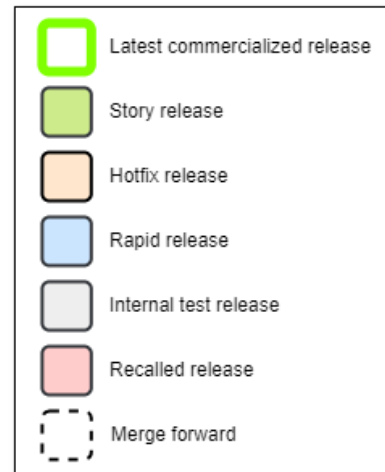 Latest commercialized release
Story release
Hotfix release
Rapid release
Internal test release
Recalled release
Merge forward